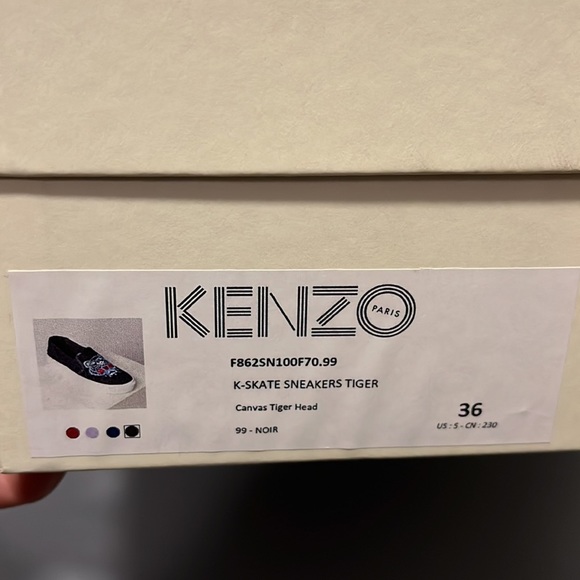 KENZO
PARIS
F862SN100F70.99
K-SKATE SNEAKERS TIGER
Canvas Tiger Head
99 - NOIR
36
US : 5 - CN : 230